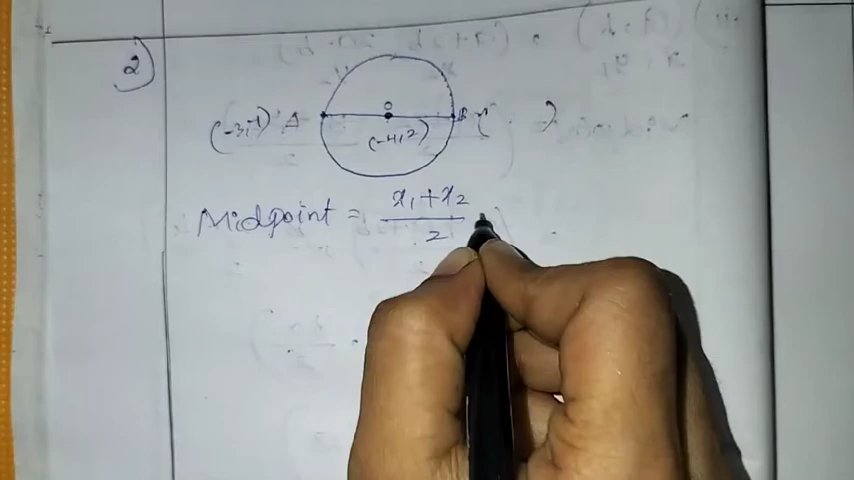 2)
O
(-3,-1) A
(-4,2)
Midpoint = x₁+x₂ / 2